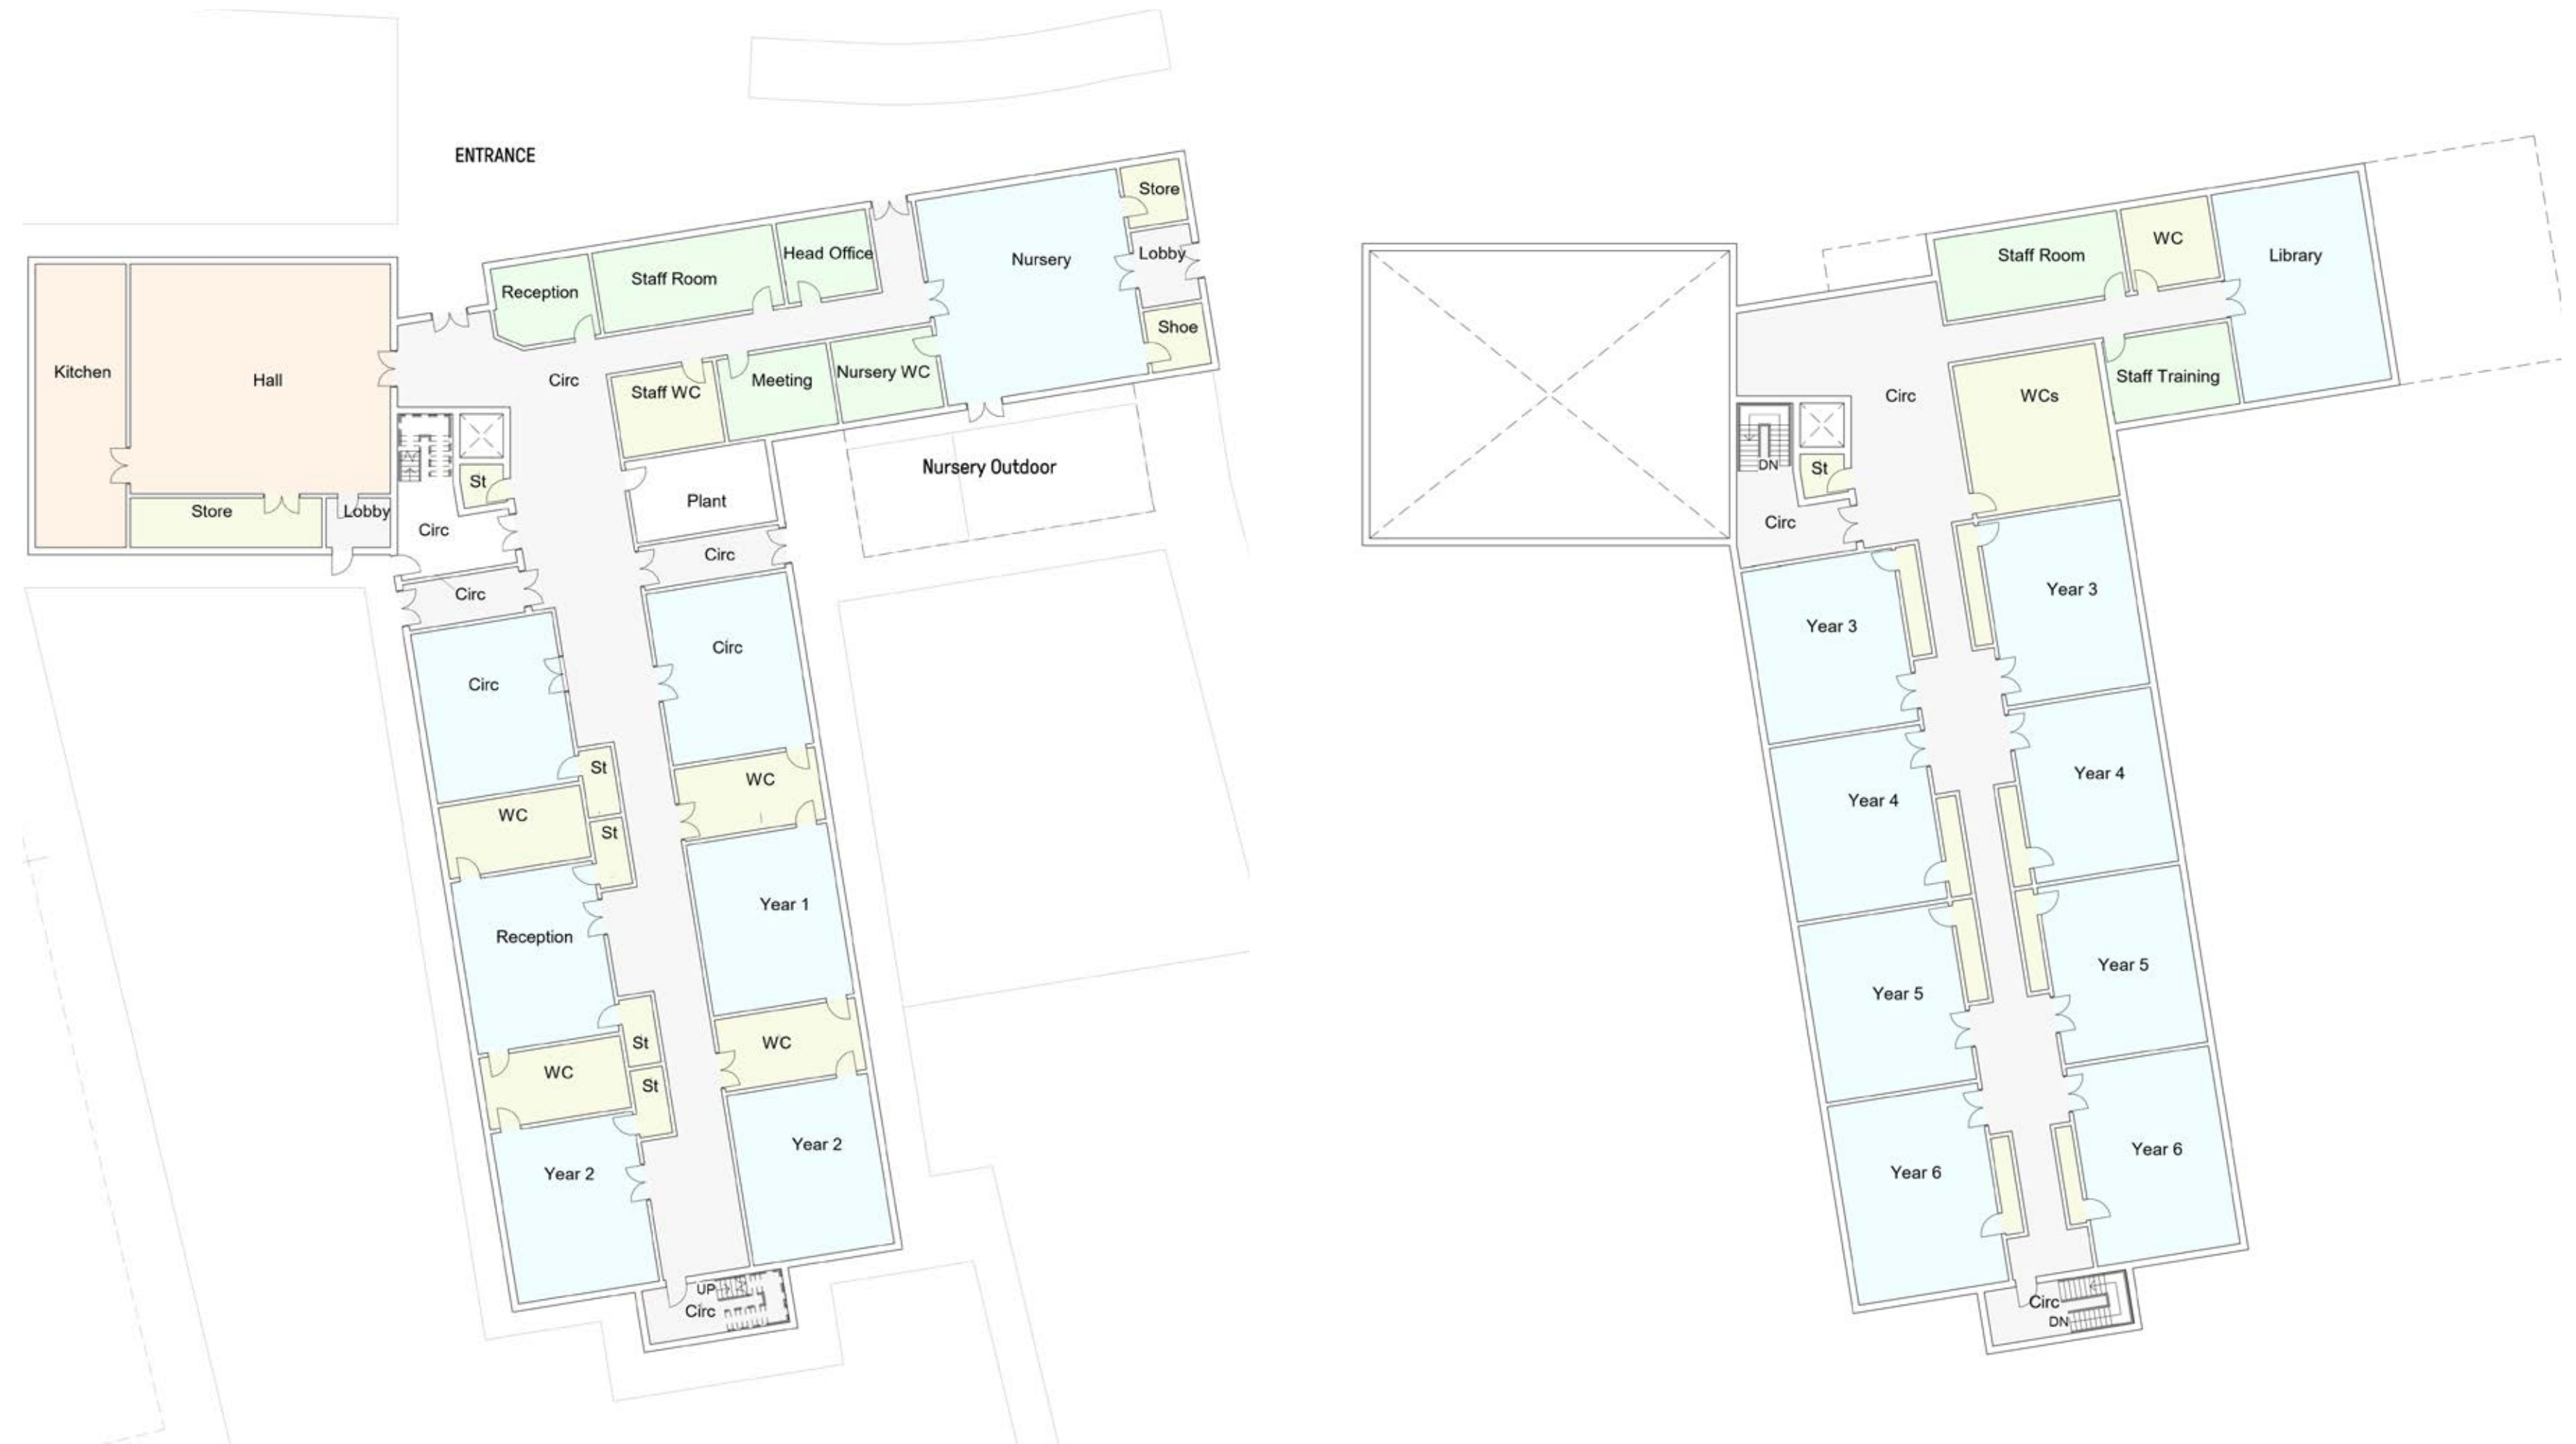 ENTRANCE
Store
Head Office
Lobby
Staff Room
Nursery
Reception
Shoe
Kitchen
Hall
Circ
Staff WC
Meeting
Nursery WC
Nursery Outdoor
St
Plant
Store
Lobby
Circ
Circ
Circ
Circ
Circ
St
WC
WC
St
Year 1
Reception
St
WC
WC
St
Year 2
Year 2
UP
Circ
WC
Staff Room
Library
Staff Training
Circ
WCs
DN
St
Circ
Year 3
Year 3
Year 4
Year 4
Year 5
Year 5
Year 6
Year 6
Circ
DN